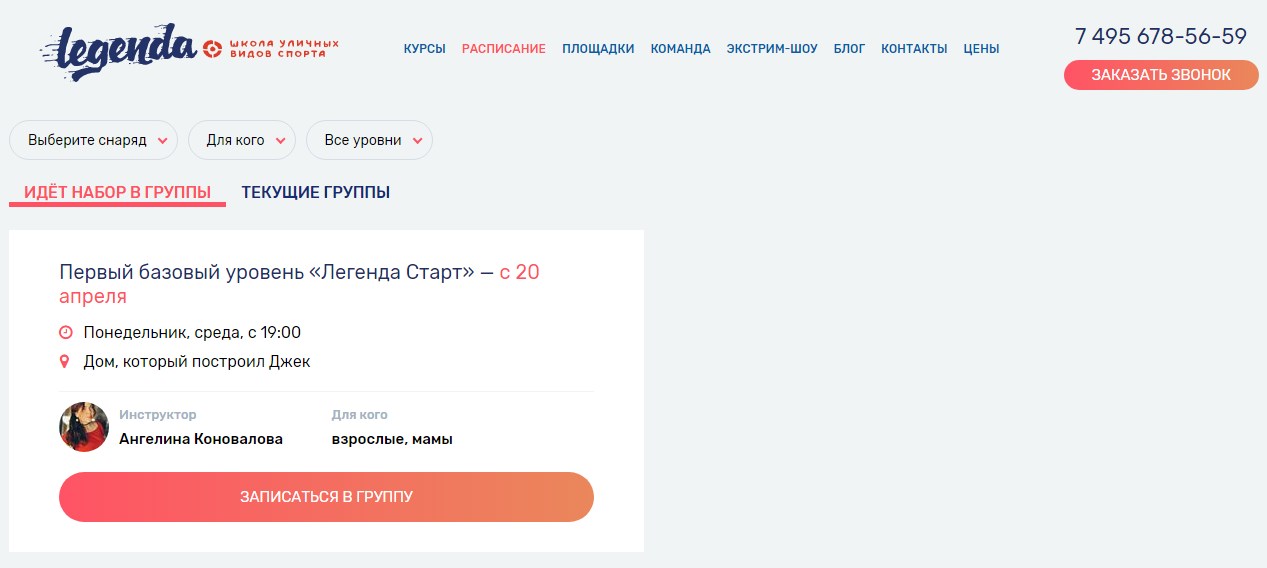 legenda ШКОЛА УЛИЧНЫХ
ВИДОВ СПОРТА
КУРСЫ РАСПИСАНИЕ ПЛОЩАДКИ КОМАНДА ЭКСТРИМ-ШОУ БЛОГ КОНТАКТЫ ЦЕНЫ
7 495 678-56-59
ЗАКАЗАТЬ ЗВОНОК
Выберите снаряд Для кого Все уровни
ИДЁТ НАБОР В ГРУППЫ ТЕКУЩИЕ ГРУППЫ
Первый базовый уровень «Легенда Старт» — с 20
апреля
Понедельник, среда, с 19:00
Дом, который построил Джек
Инструктор Для кого
Ангелина Коновалова взрослые, мамы
ЗАПИСАТЬСЯ В ГРУППУ